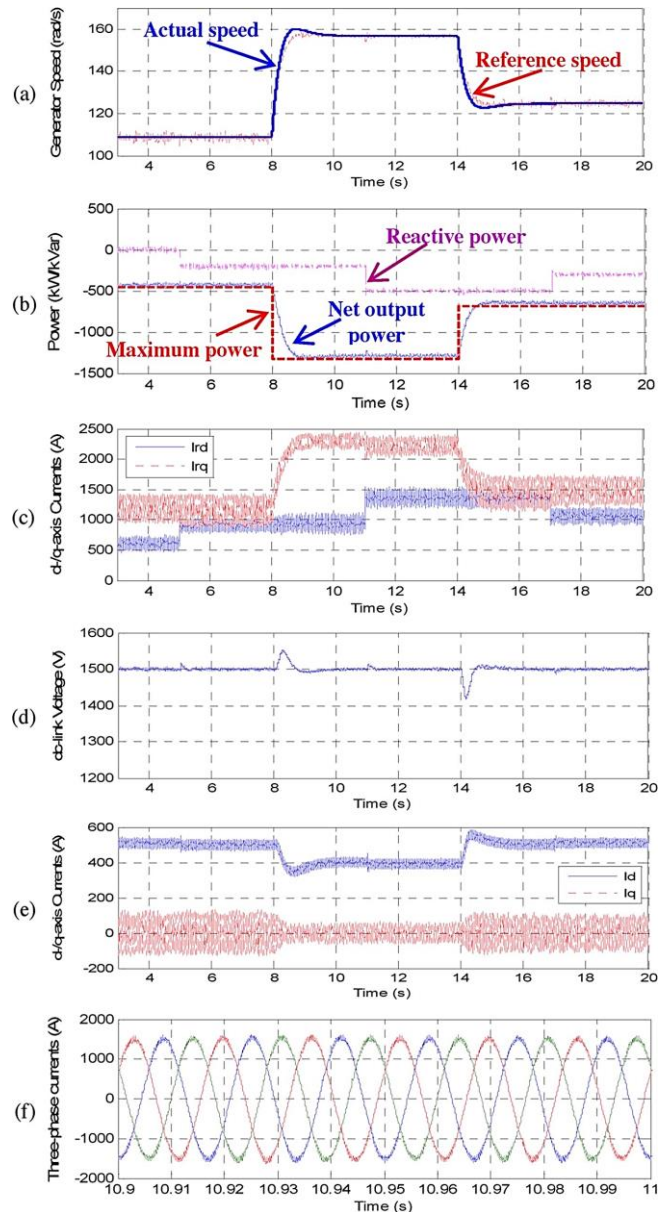 (a)
Generator Speed (rad/s)
160
140
120
100
Actual speed
Reference speed
4 6 8 10 12 14 16 18 20
Time (s)
(b)
Power (kW/kVar)
500
0
-500
-1000
-1500
Reactive power
Maximum power
Net output
power
4 6 8 10 12 14 16 18 20
Time (s)
(c)
d-/q-axis Currents (A)
2500
2000
1500
1000
500
0
Ird
Irq
4 6 8 10 12 14 16 18 20
Time (s)
(d)
dc-link Voltage (V)
1600
1500
1400
1300
1200
4 6 8 10 12 14 16 18 20
Time (s)
(e)
d-/q-axis Currents (A)
600
400
200
0
-200
Id
Iq
4 6 8 10 12 14 16 18 20
Time (s)
(f)
Three-phase currents (A)
2000
1000
0
-1000
-2000
10.9 10.91 10.92 10.93 10.94 10.95 10.96 10.97 10.98 10.99 11
Time (s)